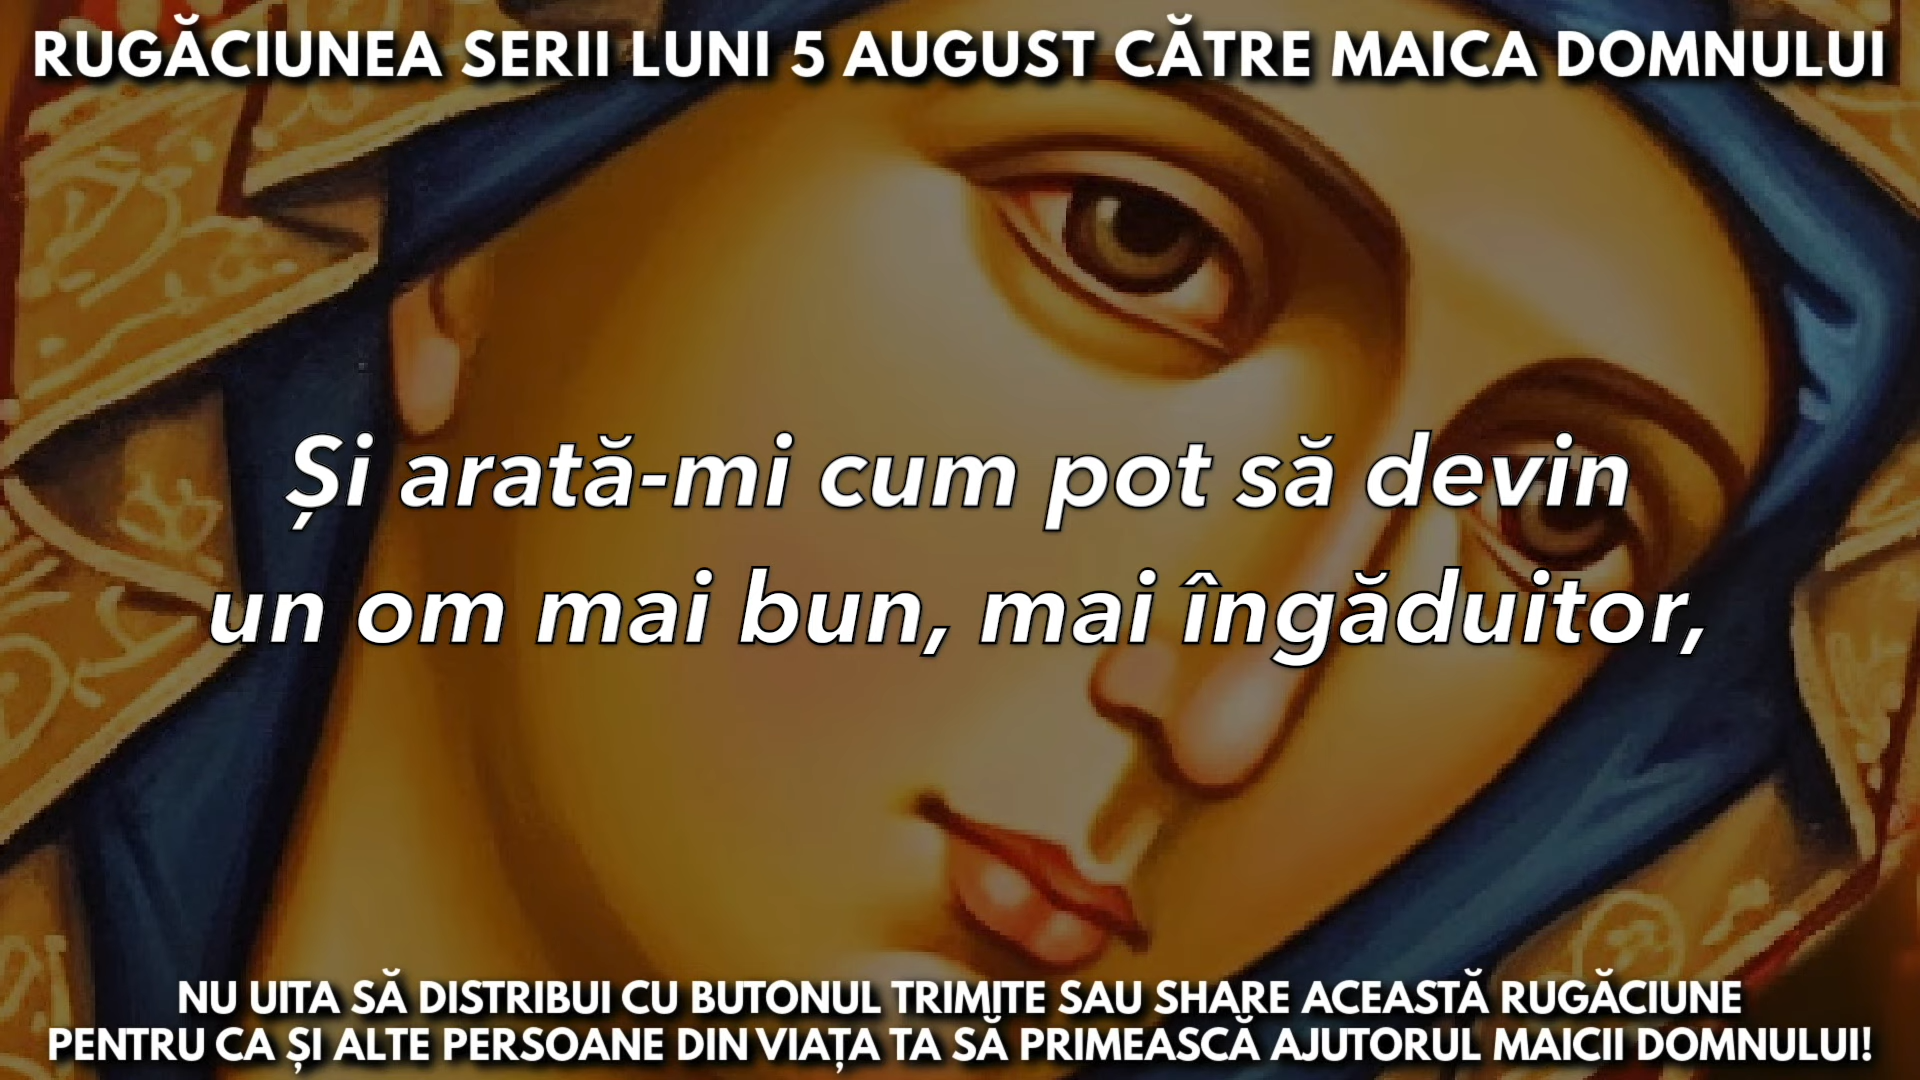 RUGĂCIUNEA SERII LUNI 5 AUGUST CĂTRE MAICA DOMNULUI
Și arată-mi cum pot să devin
un om mai bun, mai îngăduitor,
NU UITA SĂ DISTRIBUI CU BUTONUL TRIMITE SAU SHARE ACEASTĂ RUGĂCIUNE
PENTRU CA ȘI ALTE PERSOANE DIN VIAȚA TA SĂ PRIMEASCĂ AJUTORUL MAICII DOMNULUI!